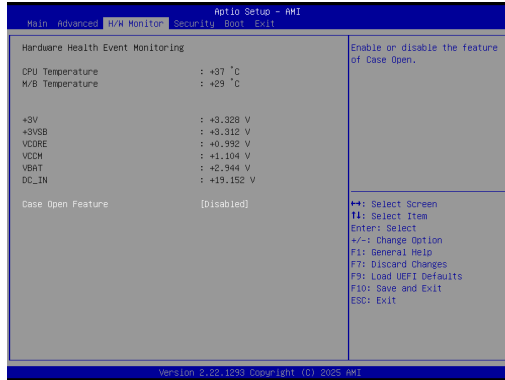 Aptio Setup - AMI
Main Advanced H/W Monitor Security Boot Exit
Hardware Health Event Monitoring
CPU Temperature : +37 °C
M/B Temperature : +29 °C
+3V : +3.328 V
+3VSB : +3.312 V
VCORE : +0.992 V
VCCM : +1.104 V
VBAT : +2.944 V
DC_IN : +19.152 V
Case Open Feature [Disabled]
Enable or disable the feature
of Case Open.
↔: Select Screen
↑↓: Select Item
Enter: Select
+/-: Change Option
F1: General Help
F7: Discard Changes
F9: Load UEFI Defaults
F10: Save and Exit
ESC: Exit
Version 2.22.1293 Copyright (C) 2025 AMI